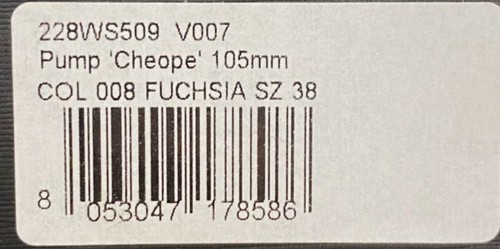 228WS509 V007
Pump 'Cheope' 105mm
COL 008 FUCHSIA SZ 38
8 053047 178586